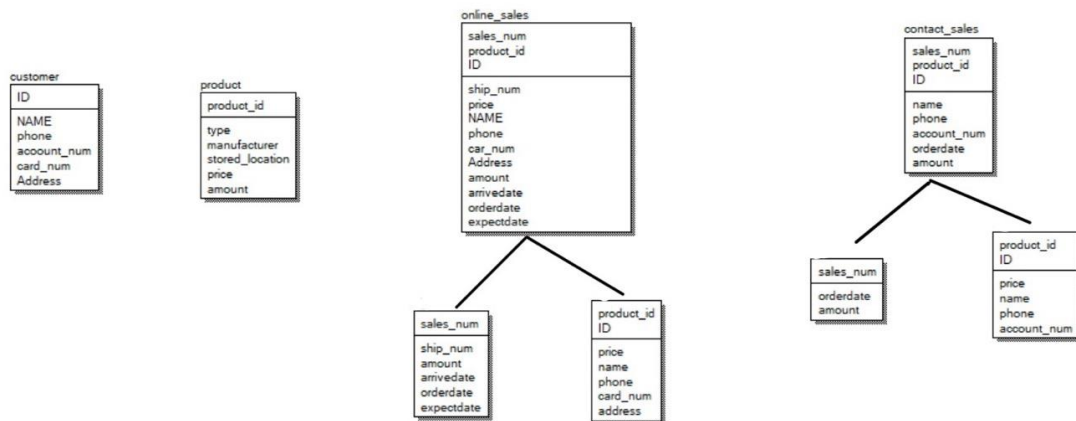 customer
ID
NAME
phone
acoount_num
card_num
Address
product
product_id
type
manufacturer
stored_location
price
amount
online_sales
sales_num
product_id
ID
ship_num
price
NAME
phone
car_num
Address
amount
arrivedate
orderdate
expectdate
sales_num
ship_num
amount
arrivedate
orderdate
expectdate
product_id
ID
price
name
phone
card_num
address
contact_sales
sales_num
product_id
ID
name
phone
account_num
orderdate
amount
sales_num
orderdate
amount
product_id
ID
price
name
phone
account_num